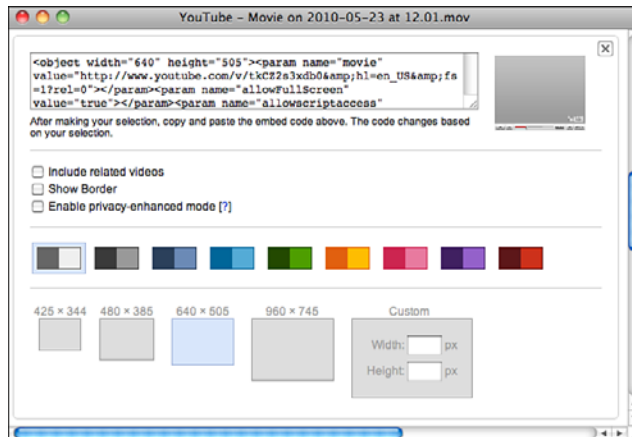 YouTube – Movie on 2010-05-23 at 12.01.mov
<object width="640" height="505"><param name="movie"
value="http://www.youtube.com/v/tkCZ2s3xdb0&amp;hl=en_US&amp;fs
=1?rel=0"></param><param name="allowFullScreen"
value="true"></param><param name="allowscriptaccess"
After making your selection, copy and paste the embed code above. The code changes based
on your selection.
Include related videos
Show Border
Enable privacy-enhanced mode [?]
425 × 344 480 × 385 640 × 505 960 × 745 Custom
Width: px
Height: px